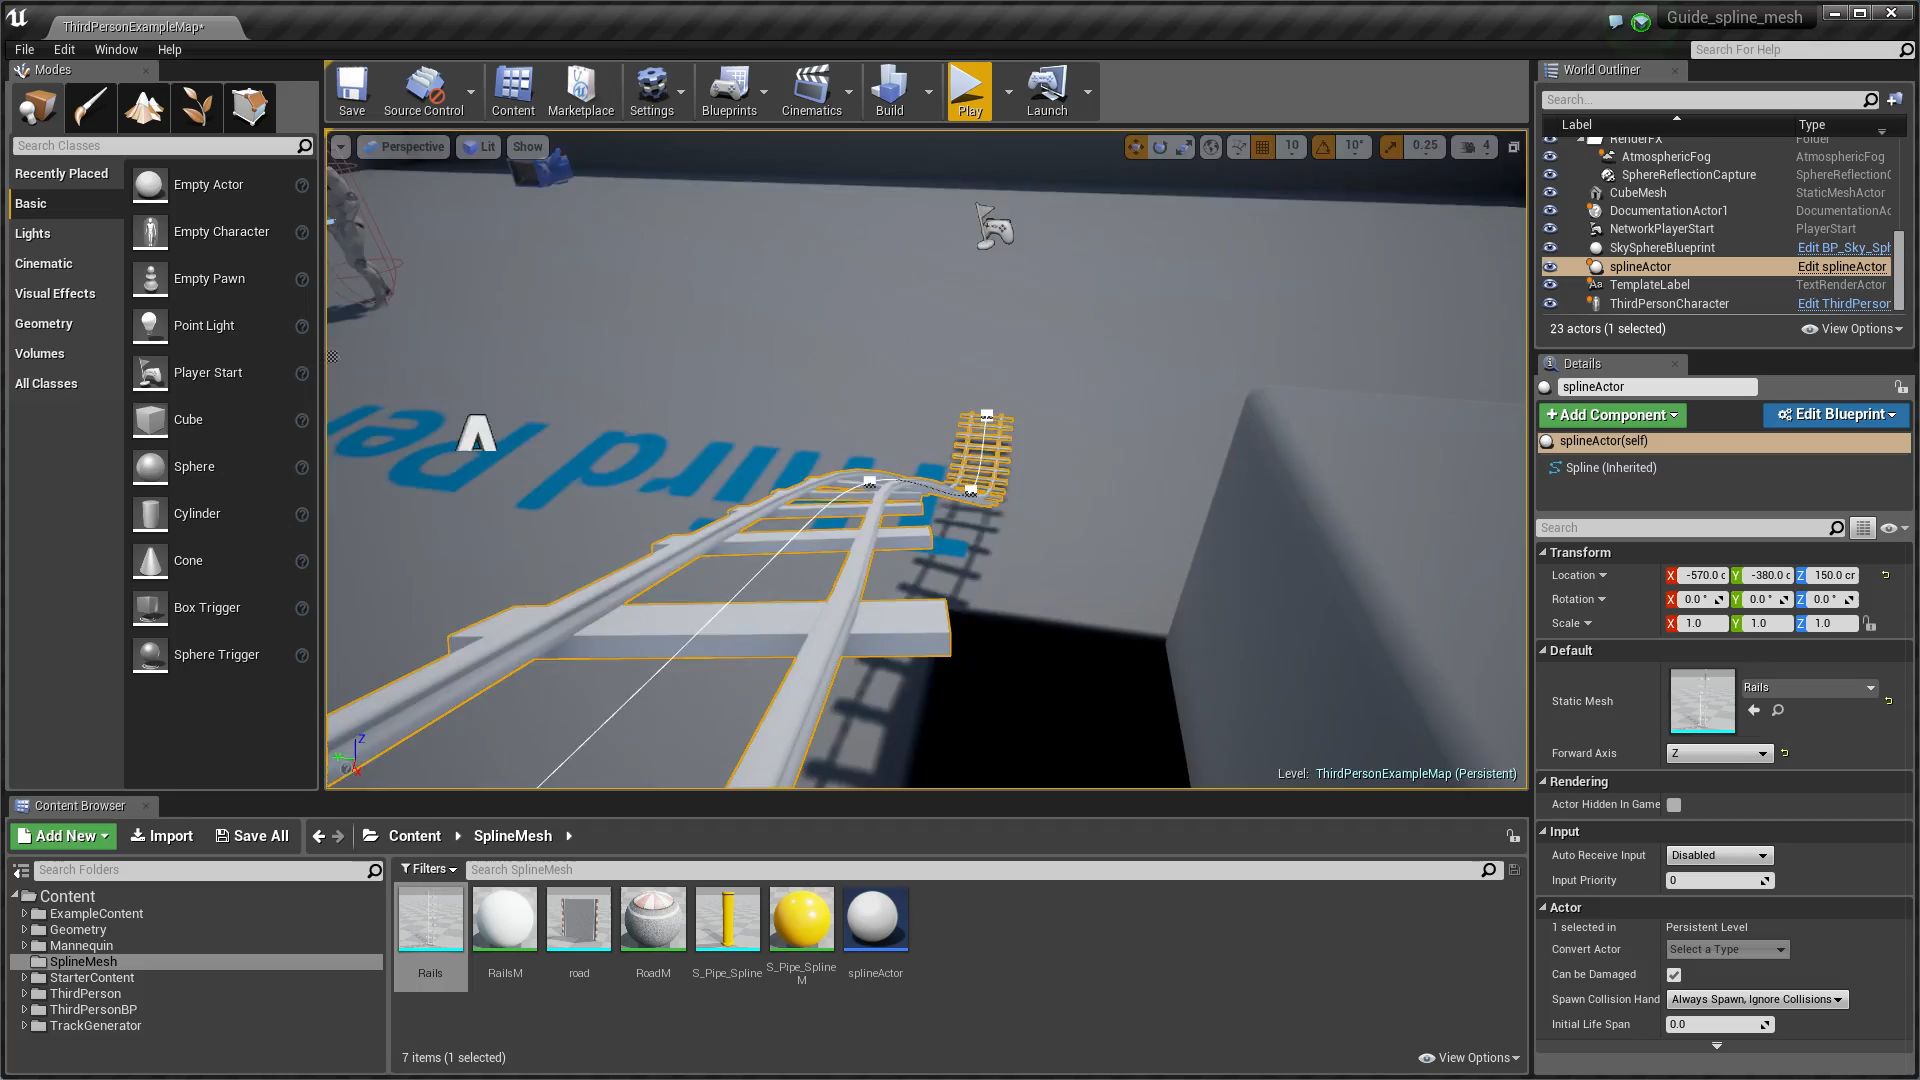 ThirdPersonExampleMap*
Guide_spline_mesh
File Edit Window Help
Search For Help
Modes
Search Classes
Recently Placed
Basic
Lights
Cinematic
Visual Effects
Geometry
Volumes
All Classes
Empty Actor
Empty Character
Empty Pawn
Point Light
Player Start
Cube
Sphere
Cylinder
Cone
Box Trigger
Sphere Trigger
Save
Source Control
Content
Marketplace
Settings
Blueprints
Cinematics
Build
Play
Launch
Perspective
Lit
Show
10
10°
0.25
4
Third Per
Z
X
Level: ThirdPersonExampleMap (Persistent)
World Outliner
Search...
Label Type
RenderFX Folder
AtmosphericFog AtmosphericFog
SphereReflectionCapture SphereReflectionC
CubeMesh StaticMeshActor
DocumentationActor1 DocumentationAc
NetworkPlayerStart PlayerStart
SkySphereBlueprint Edit BP_Sky_Sph
splineActor Edit splineActor
TemplateLabel TextRenderActor
ThirdPersonCharacter Edit ThirdPerson
23 actors (1 selected)
View Options
Details
splineActor
+Add Component
Edit Blueprint
splineActor(self)
Spline (Inherited)
Search
Transform
Location X -570.0 c Y -380.0 c Z 150.0 cr
Rotation X 0.0 ° Y 0.0 ° Z 0.0 °
Scale X 1.0 Y 1.0 Z 1.0
Default
Static Mesh
Rails
Forward Axis Z
Rendering
Actor Hidden In Game
Input
Auto Receive Input Disabled
Input Priority 0
Actor
1 selected in Persistent Level
Convert Actor Select a Type
Can be Damaged
Spawn Collision Hand Always Spawn, Ignore Collisions
Initial Life Span 0.0
Content Browser
Add New
Import
Save All
Content
SplineMesh
Search Folders
Filters
Search SplineMesh
Content
ExampleContent
Geometry
Mannequin
SplineMesh
StarterContent
ThirdPerson
ThirdPersonBP
TrackGenerator
Rails
RailsM
road
RoadM
S_Pipe_Spline
S_Pipe_Spline
M
splineActor
7 items (1 selected)
View Options